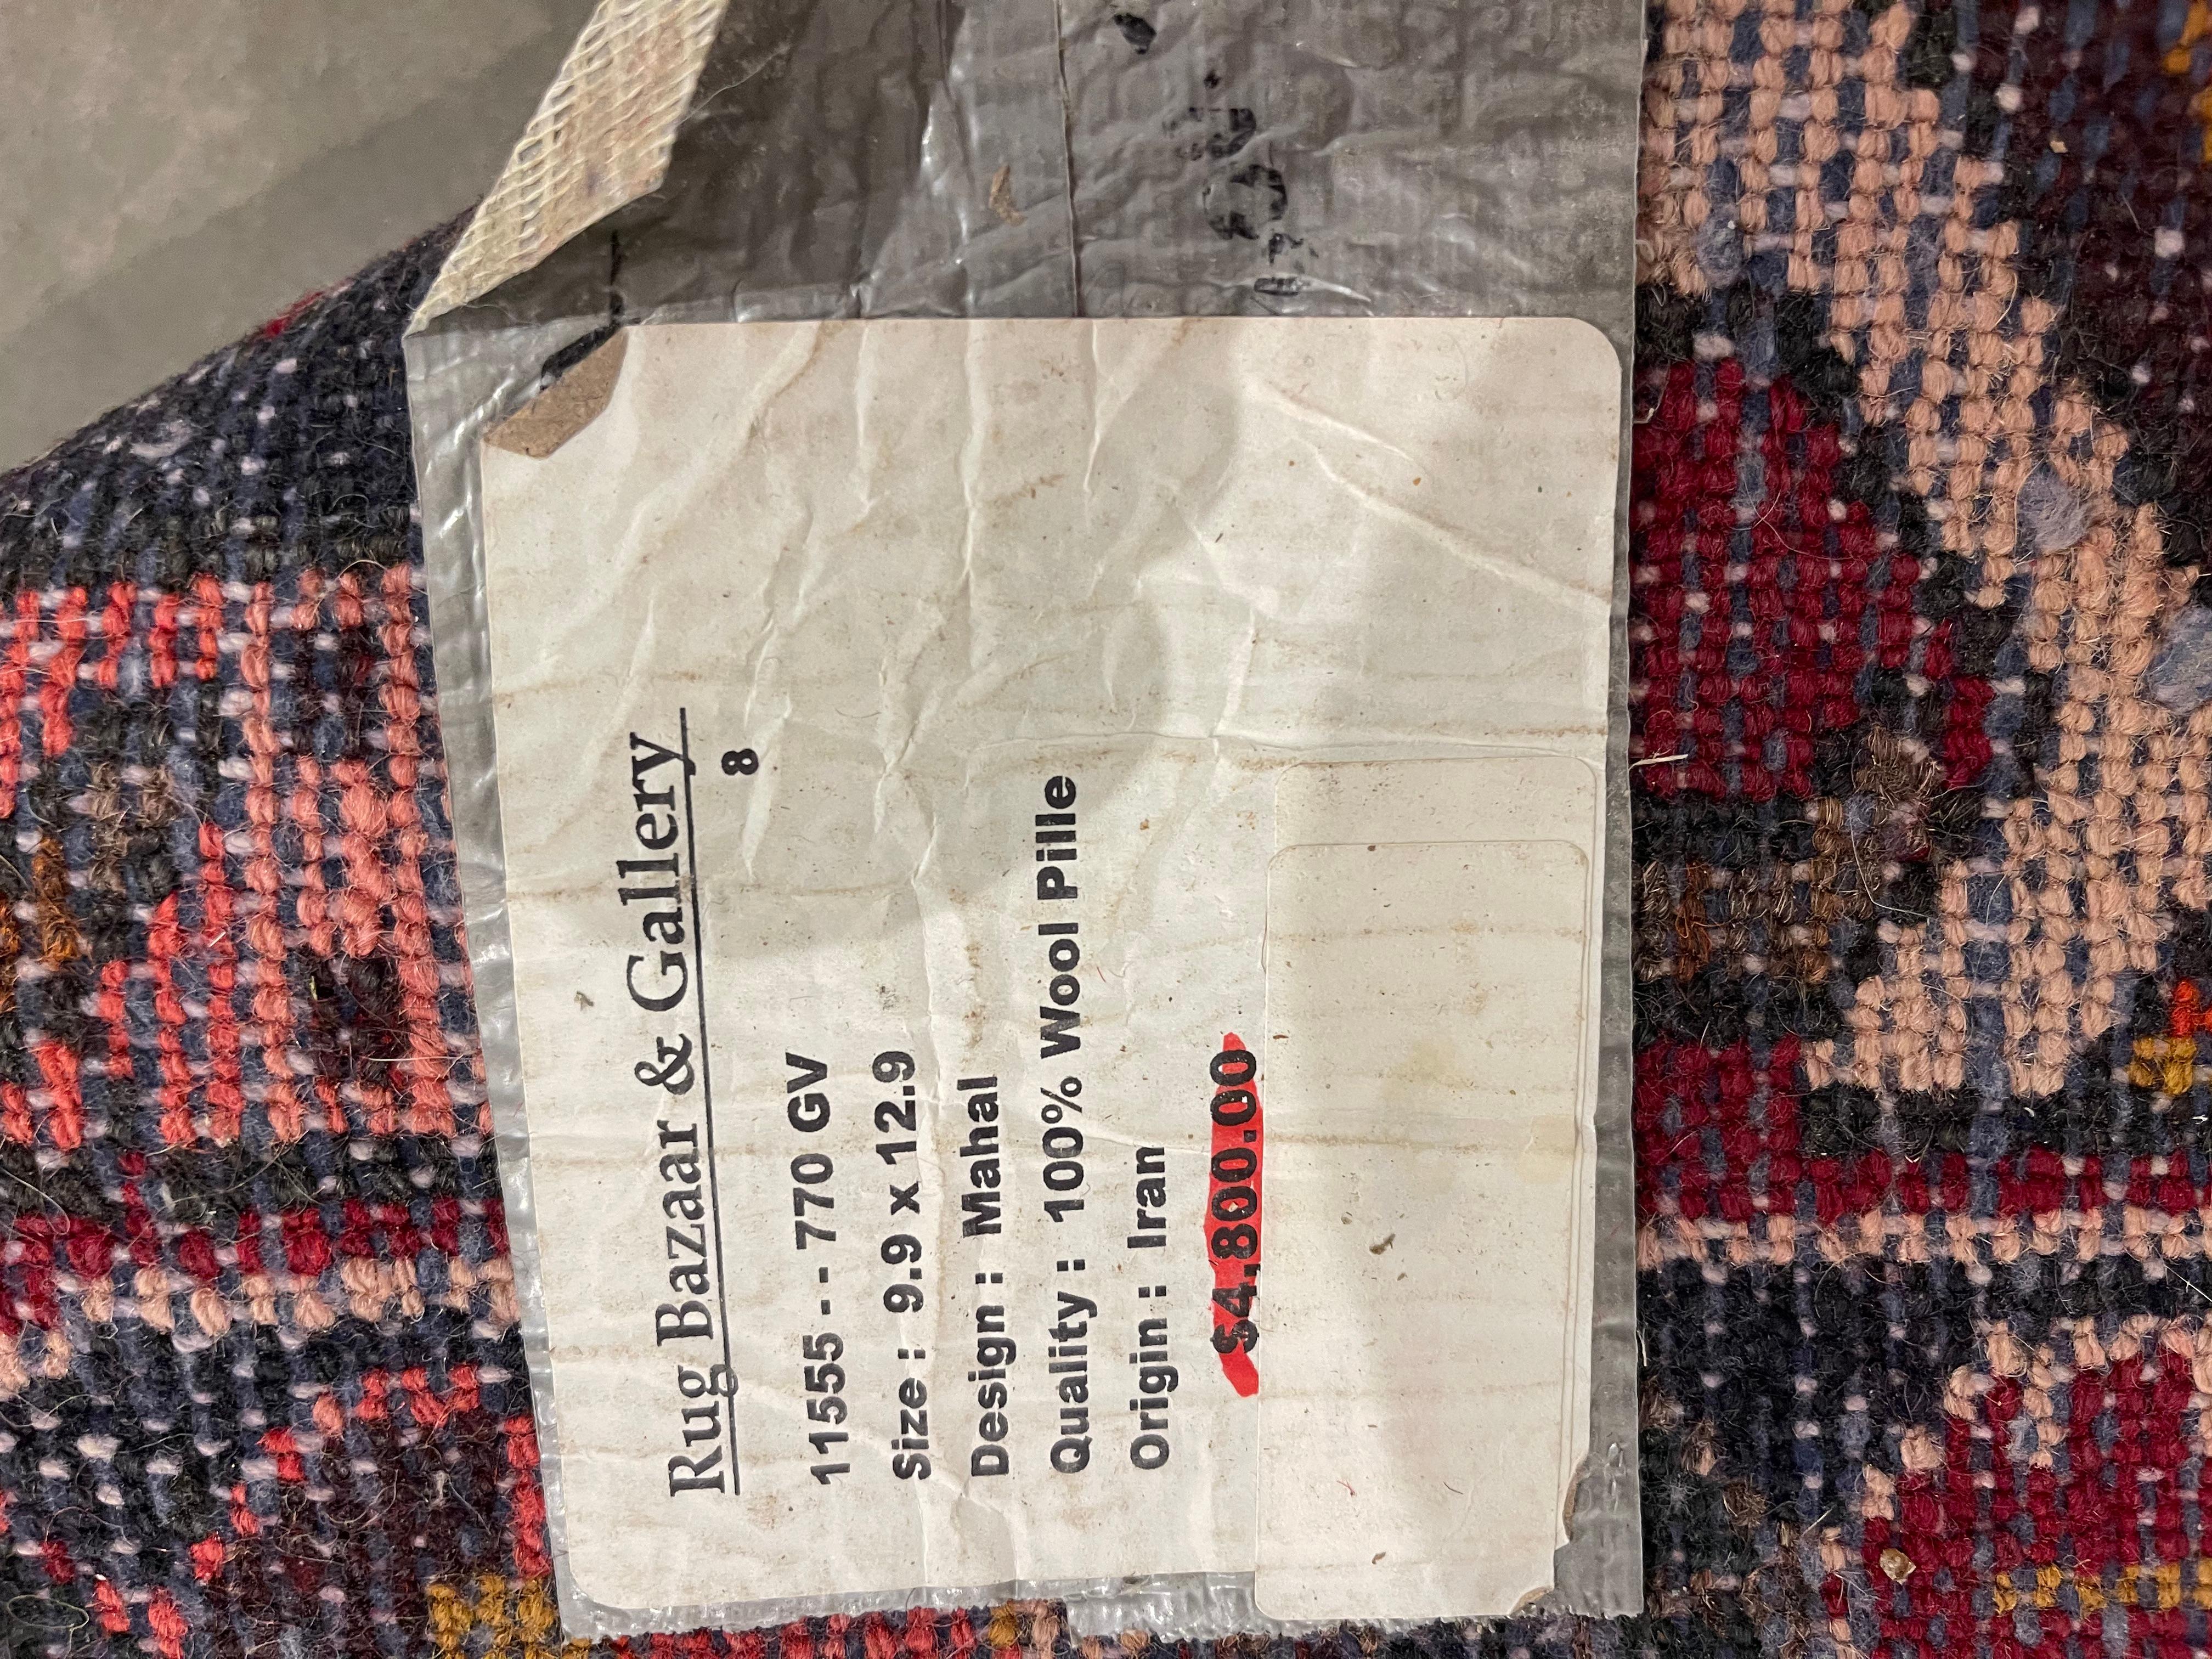 Rug Bazaar & Gallery
8
11555 - - 770 GV
Size : 9.9 x 12.9
Design : Mahal
Quality : 100% Wool Pille
Origin : Iran
$4,800.00